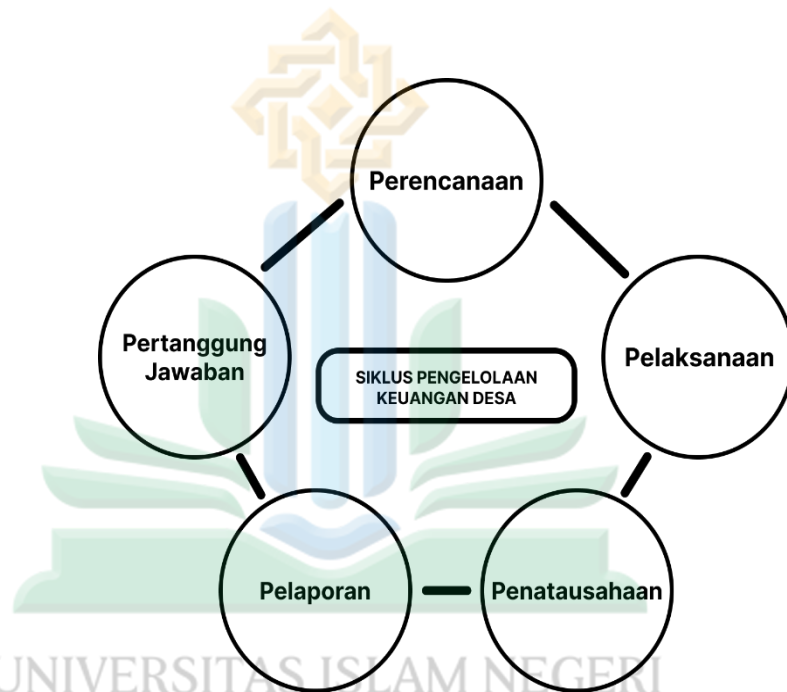 Perencanaan
Pelaksanaan
Penatausahaan
Pelaporan
Pertanggung
Jawaban
SIKLUS PENGELOLAAN
KEUANGAN DESA
UNIVERSITAS ISLAM NEGERI